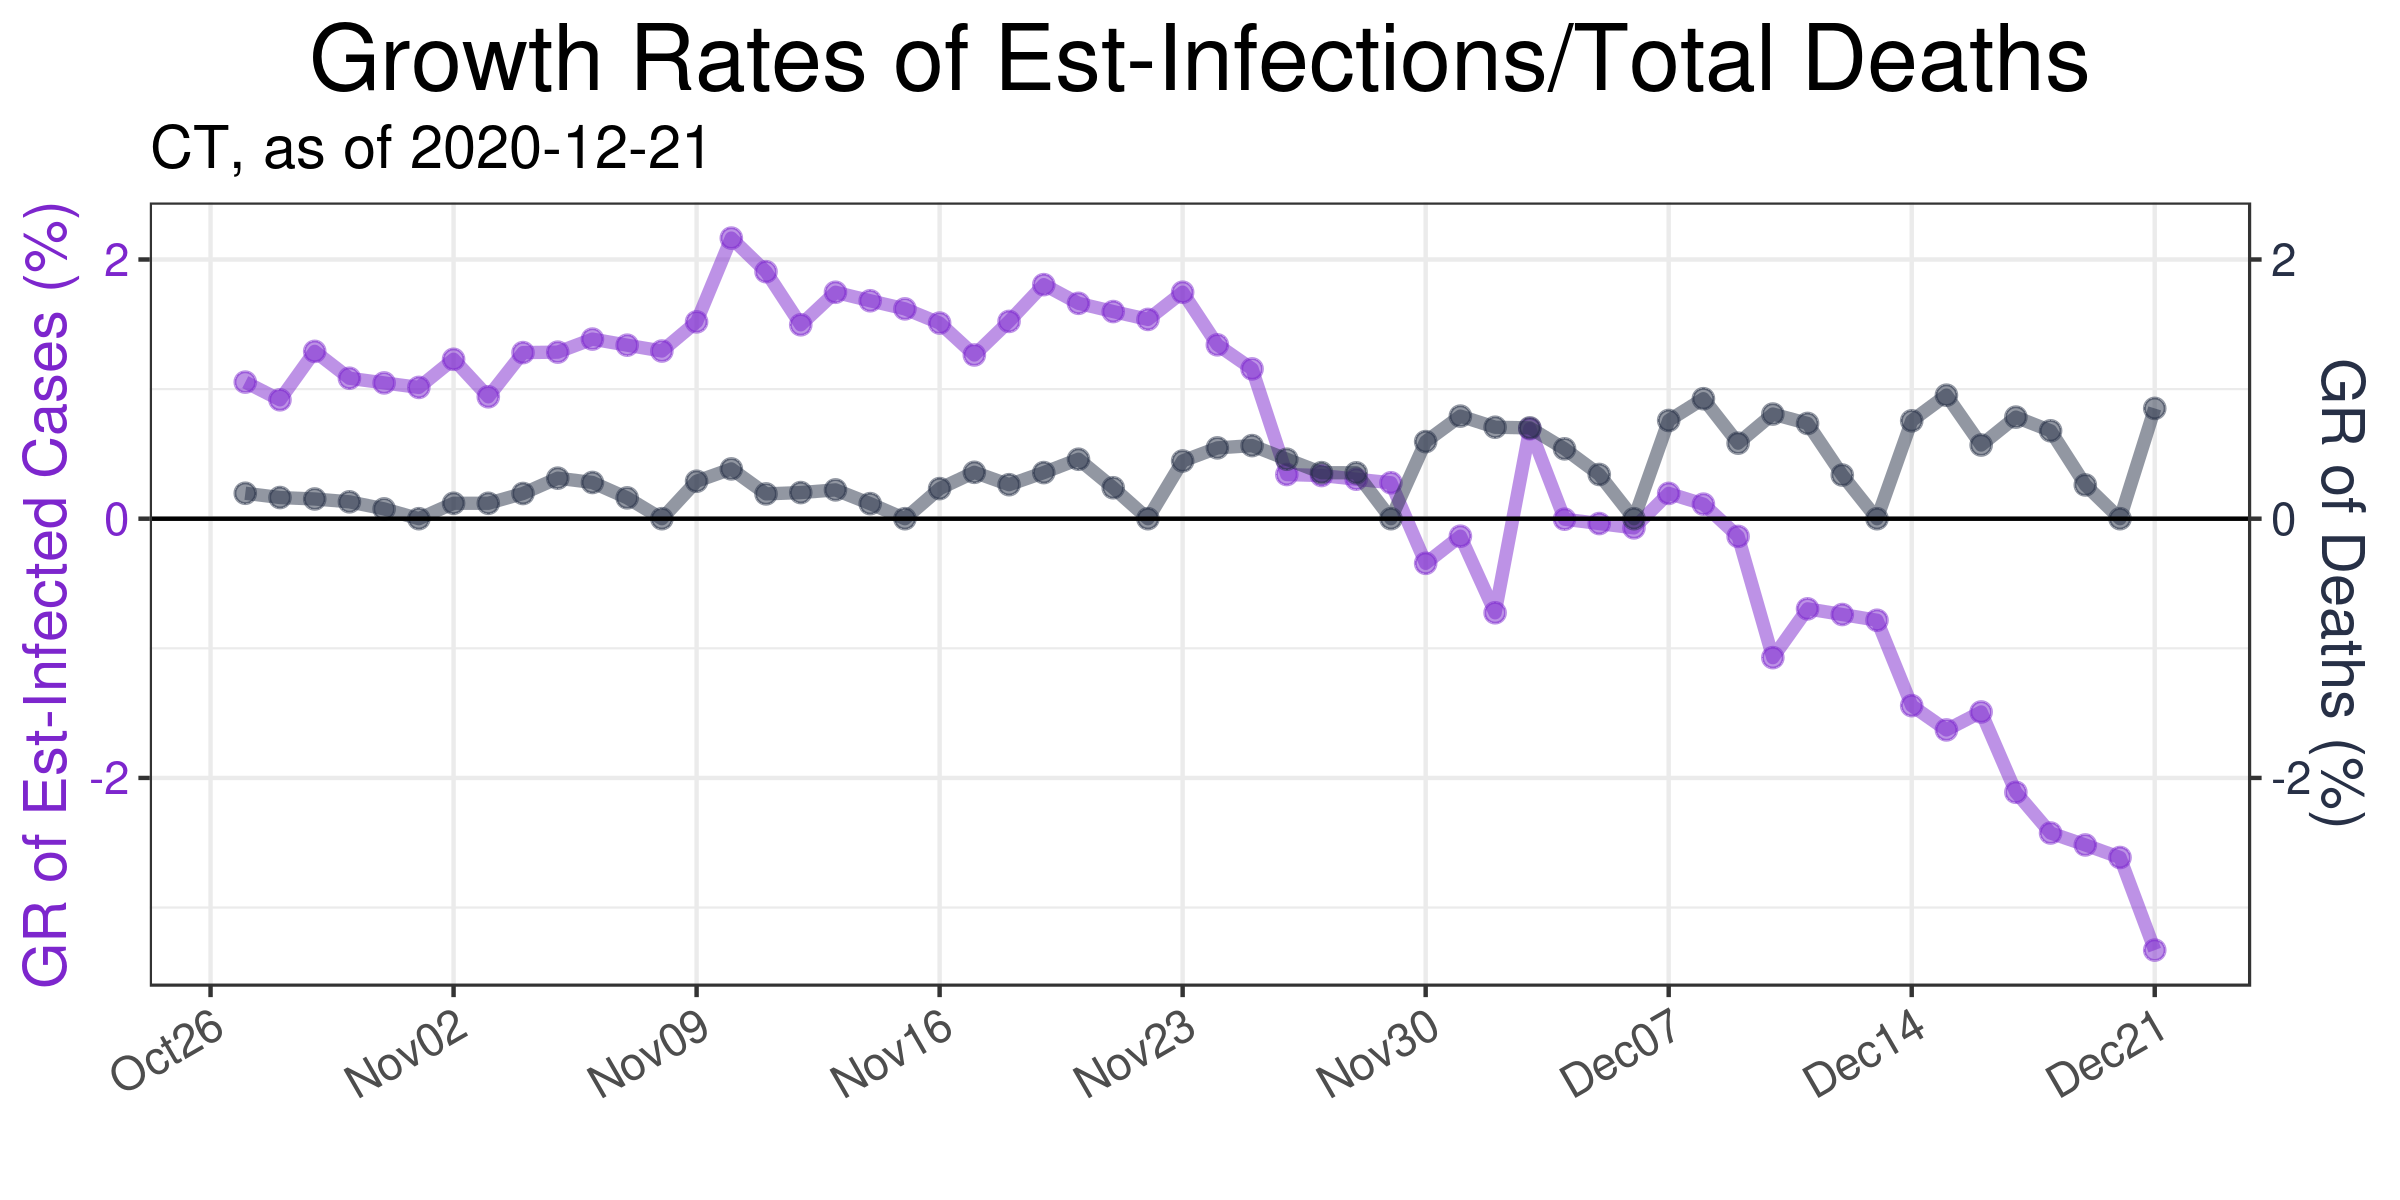 Growth Rates of Est-Infections/Total Deaths
CT, as of 2020-12-21
GR of Est-Infected Cases (%)
2
0
-2
2
0
-2
GR of Deaths (%)
Oct26
Nov02
Nov09
Nov16
Nov23
Nov30
Dec07
Dec14
Dec21